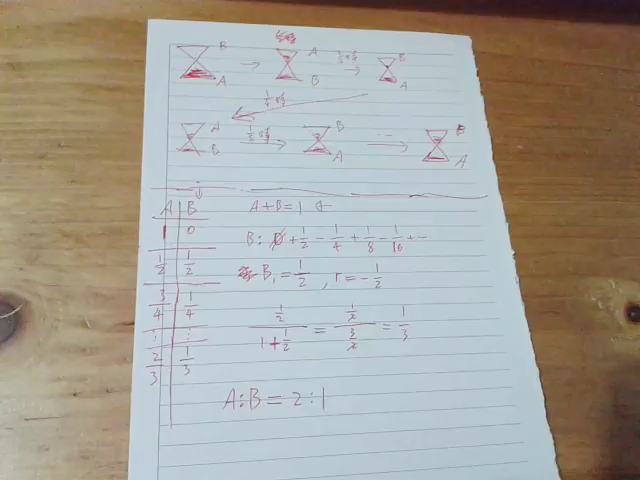 B A B
A B A
A B B
B A A
A B A+B=1
1 0 B: 0+1/2-1/4+1/8-1/16+...
1/2 1/2 B₁=1/2, r=-1/2
3/4 1/4 (1/2)/(1+1/2)=(1/2)/(3/2)=1/3
⋮ ⋮
2/3 1/3
A:B=2:1